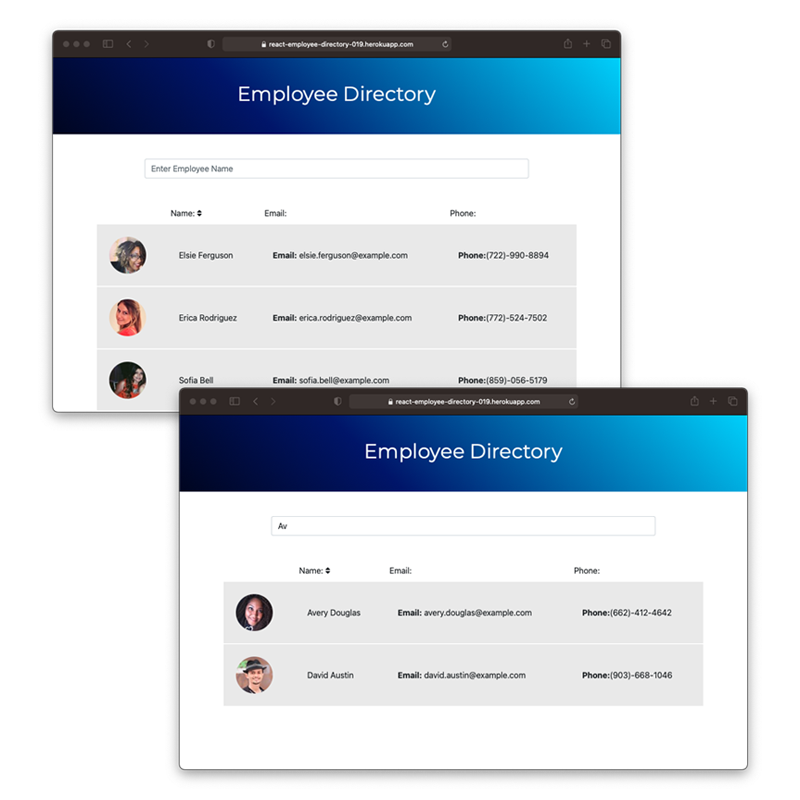 react-employee-directory-019.herokuapp.com
Employee Directory
Enter Employee Name
Name: Email: Phone:
Elsie Ferguson Email: elsie.ferguson@example.com Phone:(722)-990-8894
Erica Rodriguez Email: erica.rodriguez@example.com Phone:(772)-524-7502
Sofia Bell Email: sofia.bell@example.com Phone:(859)-056-5179
react-employee-directory-019.herokuapp.com
Employee Directory
Av
Name: Email: Phone:
Avery Douglas Email: avery.douglas@example.com Phone:(662)-412-4642
David Austin Email: david.austin@example.com Phone:(903)-668-1046